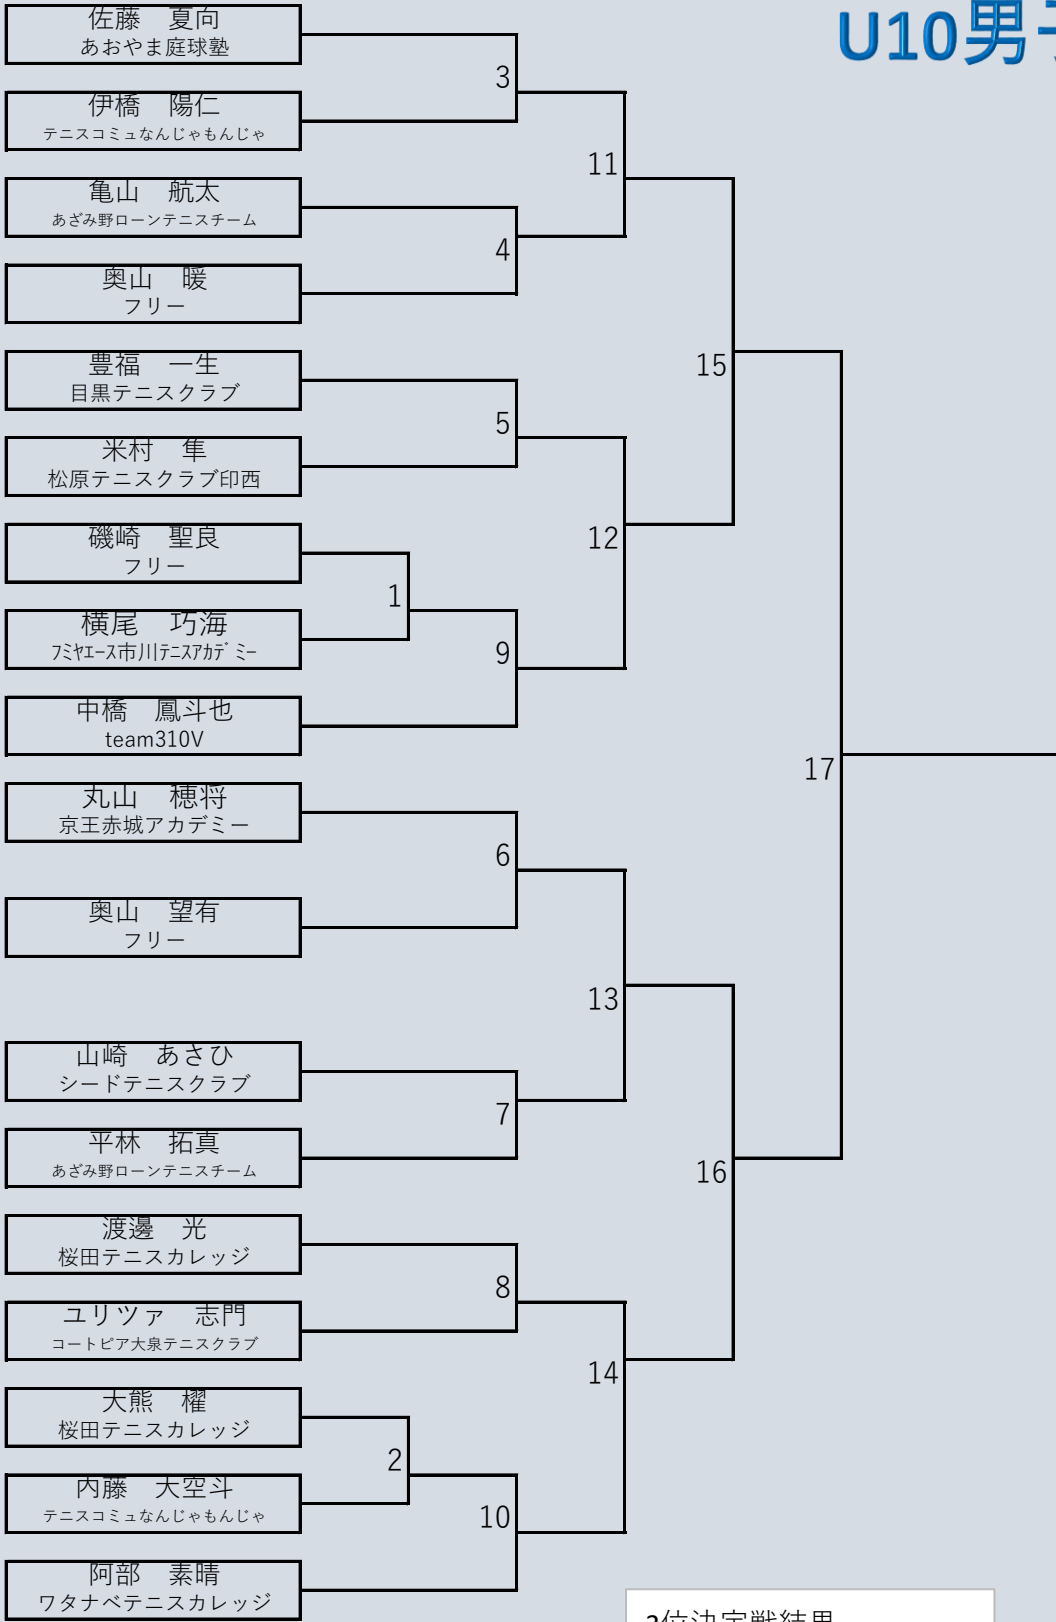 U10男子
佐藤　夏向
あおやま庭球塾
3
伊橋　陽仁
テニスコミュなんじゃもんじゃ
11
亀山　航太
あざみ野ローンテニスチーム
4
奥山　暖
フリー
豊福　一生
目黒テニスクラブ
15
5
米村　隼
松原テニスクラブ印西
磯崎　聖良
フリー
12
1
横尾　巧海
ﾌﾐﾔｴｰｽ市川ﾃﾆｽｱｶﾃﾞﾐｰ
9
中橋　鳳斗也
team310V
17
丸山　穂将
京王赤城アカデミー
6
奥山　望有
フリー
13
山崎　あさひ
シードテニスクラブ
7
平林　拓真
あざみ野ローンテニスチーム
16
渡邊　光
桜田テニスカレッジ
8
ユリツァ　志門
コートピア大泉テニスクラブ
14
大熊　櫂
桜田テニスカレッジ
2
内藤　大空斗
テニスコミュなんじゃもんじゃ
10
阿部　素晴
ワタナベテニスカレッジ
3位決定戦結果